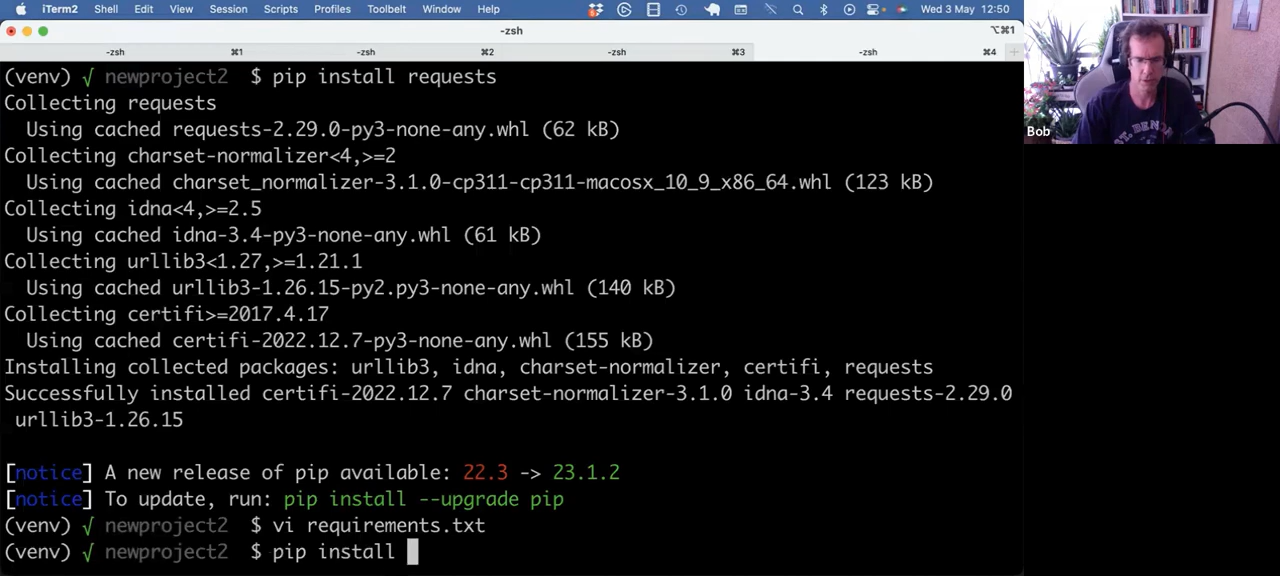 iTerm2 Shell Edit View Session Scripts Profiles Toolbelt Window Help Wed 3 May 12:50
-zsh ⌥⌘1
-zsh ⌘1 -zsh ⌘2 -zsh ⌘3 -zsh ⌘4
(venv) √ newproject2 $ pip install requests
Collecting requests
Using cached requests-2.29.0-py3-none-any.whl (62 kB)
Collecting charset-normalizer<4,>=2
Using cached charset_normalizer-3.1.0-cp311-cp311-macosx_10_9_x86_64.whl (123 kB)
Collecting idna<4,>=2.5
Using cached idna-3.4-py3-none-any.whl (61 kB)
Collecting urllib3<1.27,>=1.21.1
Using cached urllib3-1.26.15-py2.py3-none-any.whl (140 kB)
Collecting certifi>=2017.4.17
Using cached certifi-2022.12.7-py3-none-any.whl (155 kB)
Installing collected packages: urllib3, idna, charset-normalizer, certifi, requests
Successfully installed certifi-2022.12.7 charset-normalizer-3.1.0 idna-3.4 requests-2.29.0
urllib3-1.26.15
[notice] A new release of pip available: 22.3 -> 23.1.2
[notice] To update, run: pip install --upgrade pip
(venv) √ newproject2 $ vi requirements.txt
(venv) √ newproject2 $ pip install
Bob